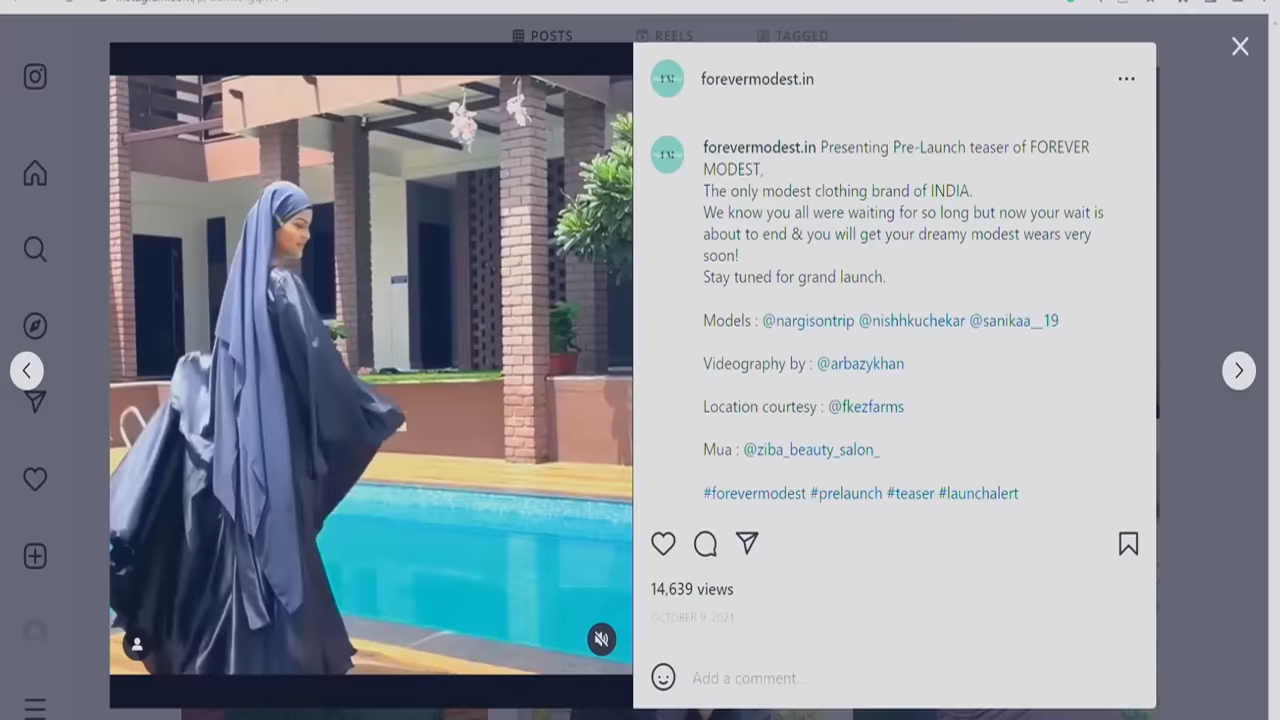 POSTS
REELS
TAGGED
forevermodest.in
forevermodest.in Presenting Pre-Launch teaser of FOREVER
MODEST,
The only modest clothing brand of INDIA.
We know you all were waiting for so long but now your wait is
about to end & you will get your dreamy modest wears very
soon!
Stay tuned for grand launch.
Models : @nargisontrip @nishhkuchekar @sanikaa__19
Videography by : @arbazykhan
Location courtesy : @fkezfarms
Mua : @ziba_beauty_salon_
#forevermodest #prelaunch #teaser #launchalert
14,639 views
OCTOBER 9, 2021
Add a comment...